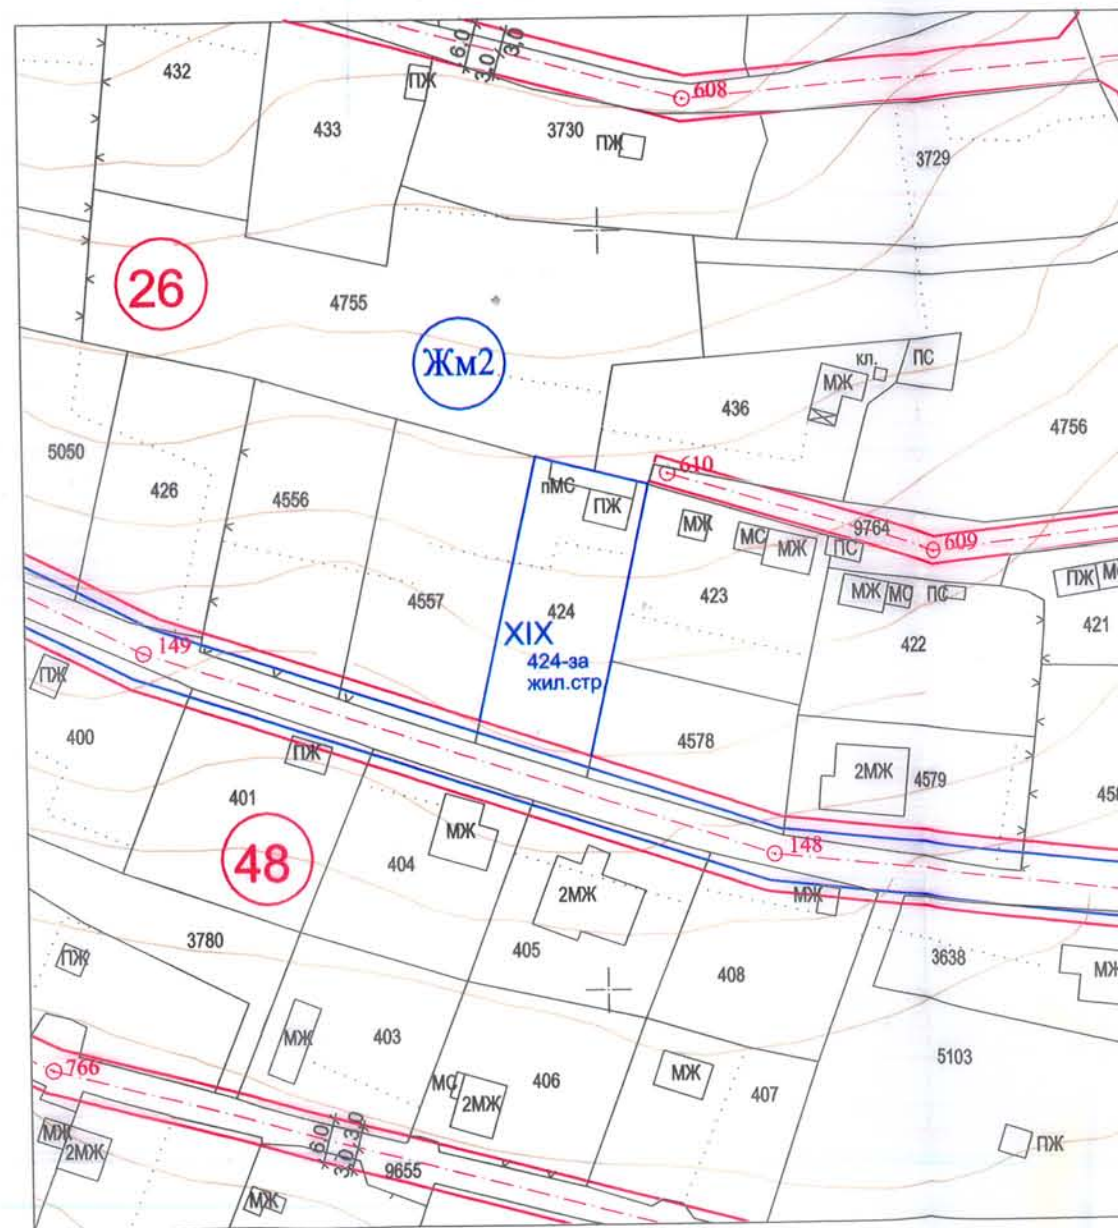 6,0
3,0
3,0
608
432
ПЖ
433
3730
ПЖ
3729
26
4755
Жм2
кл.
ПС
МЖ
436
4756
5050
426
4556
610
пМС
ПЖ
МЖ
МС
МЖ
9764
ПС
609
4557
424
423
МЖ
МС
ПС
ПЖ
421
422
XIX
424-за
жил.стр.
149
ПЖ
400
ПЖ
4578
2МЖ
4579
401
МЖ
148
48
404
2МЖ
МЖ
3780
405
408
3638
МЖ
ПЖ
МЖ
403
5103
766
МС
2МЖ
406
МЖ
407
МЖ
2МЖ
6,0
3,0
3,0
9655
ПЖ
МЖ